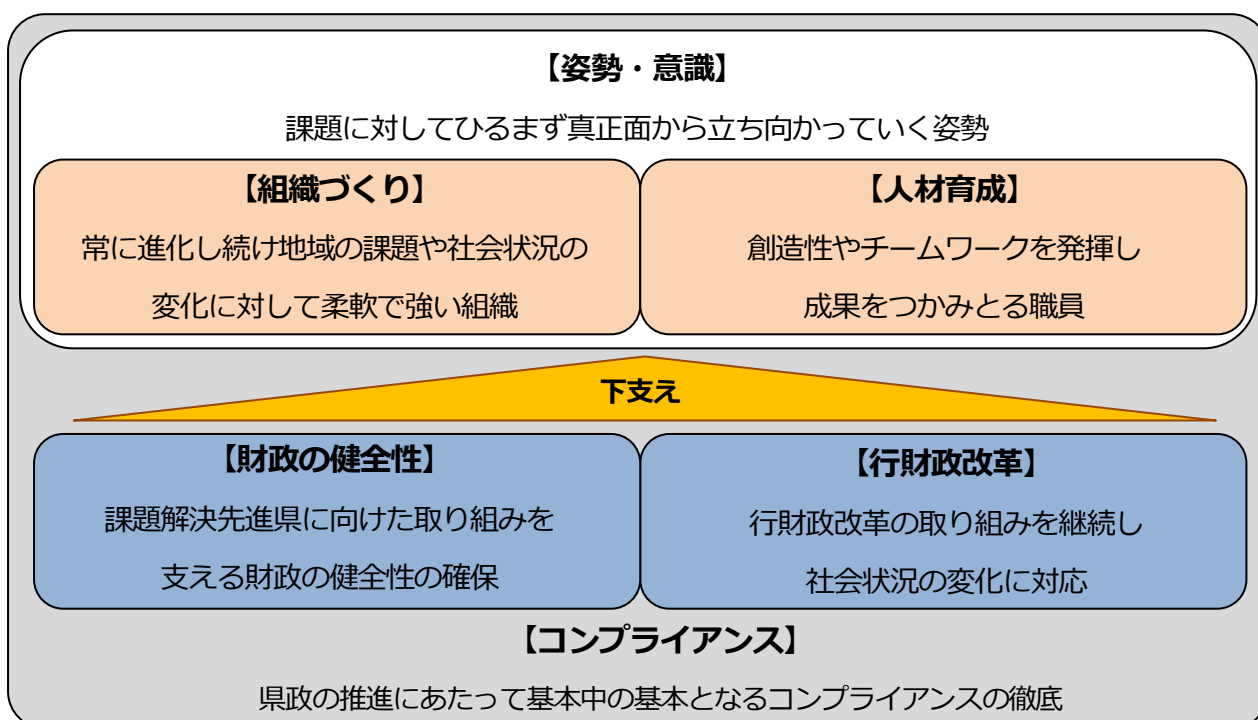 【姿勢・意識】
課題に対してひるまず真正面から立ち向かっていく姿勢
【組織づくり】
常に進化し続け地域の課題や社会状況の
変化に対して柔軟で強い組織
【人材育成】
創造性やチームワークを発揮し
成果をつかみとる職員
下支え
【財政の健全性】
課題解決先進県に向けた取り組みを
支える財政の健全性の確保
【行財政改革】
行財政改革の取り組みを継続し
社会状況の変化に対応
【コンプライアンス】
県政の推進にあたって基本中の基本となるコンプライアンスの徹底